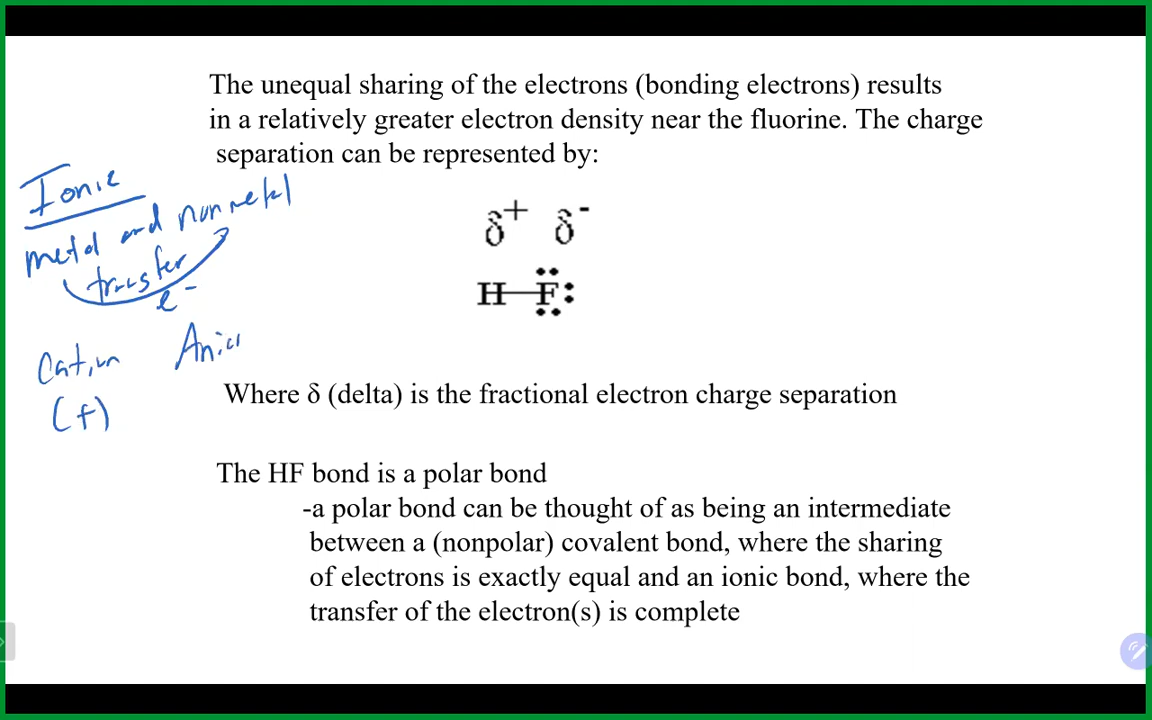 The unequal sharing of the electrons (bonding electrons) results
in a relatively greater electron density near the fluorine. The charge
separation can be represented by:
Ionic
metal and nonmetal
transfer
e⁻
Cation
(+)
δ⁺ δ⁻
H—F
Where δ (delta) is the fractional electron charge separation
The HF bond is a polar bond
-a polar bond can be thought of as being an intermediate
between a (nonpolar) covalent bond, where the sharing
of electrons is exactly equal and an ionic bond, where the
transfer of the electron(s) is complete